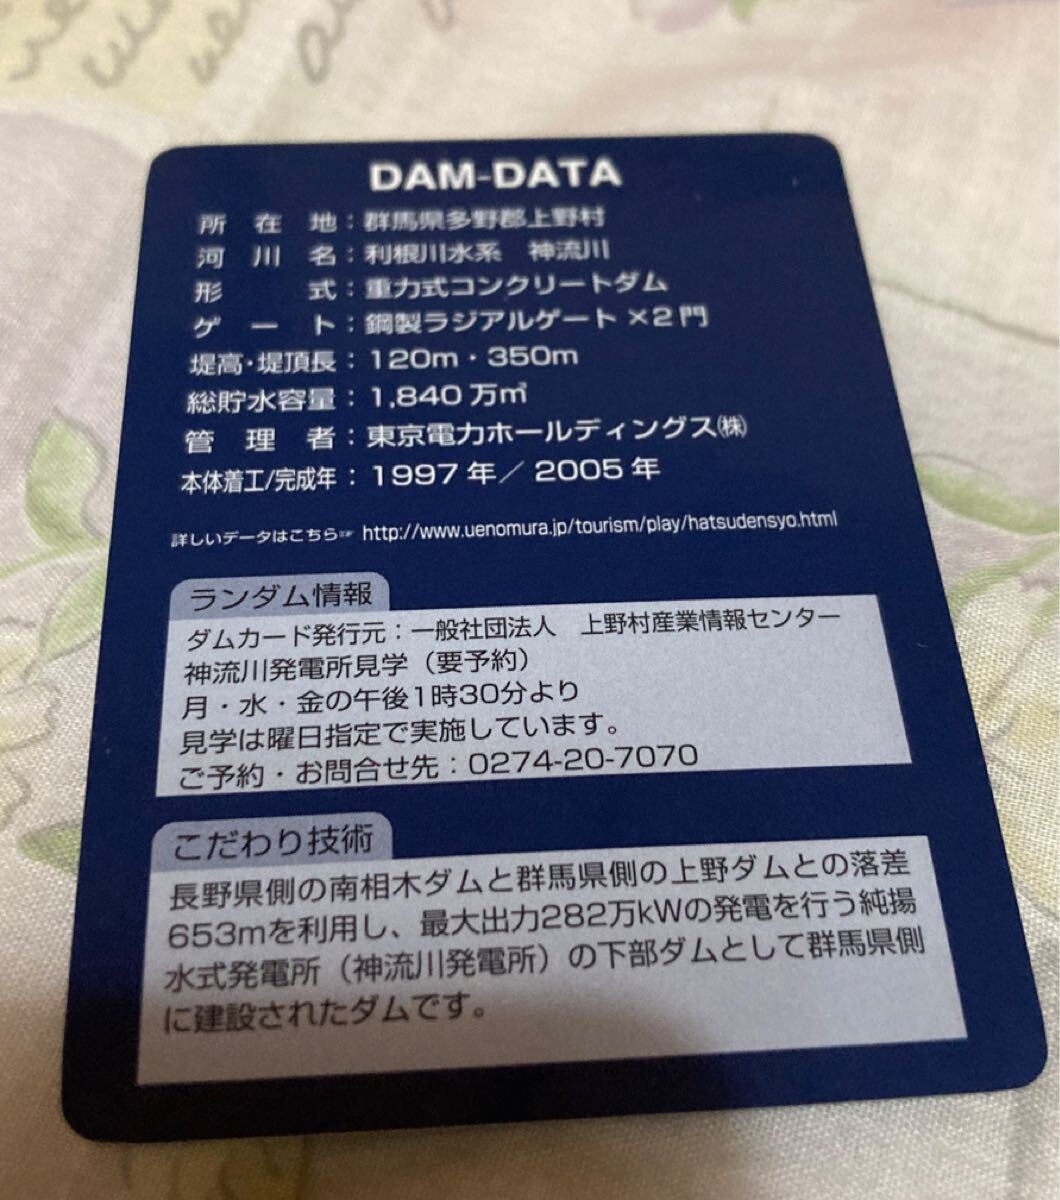 DAM-DATA
所在地：群馬県多野郡上野村
河川名：利根川水系　神流川
形式：重力式コンクリートダム
ゲート：鋼製ラジアルゲート×2門
堤高・堤頂長：120m・350m
総貯水容量：1,840万㎥
管理者：東京電力ホールディングス㈱
本体着工/完成年：1997年／2005年
詳しいデータはこちら☞ http://www.uenomura.jp/tourism/play/hatsudensyo.html
ランダム情報
ダムカード発行元：一般社団法人　上野村産業情報センター
神流川発電所見学（要予約）
月・水・金の午後1時30分より
見学は曜日指定で実施しています。
ご予約・お問合せ先：0274-20-7070
こだわり技術
長野県側の南相木ダムと群馬県側の上野ダムとの落差
653mを利用し、最大出力282万kWの発電を行う純揚
水式発電所（神流川発電所）の下部ダムとして群馬県側
に建設されたダムです。